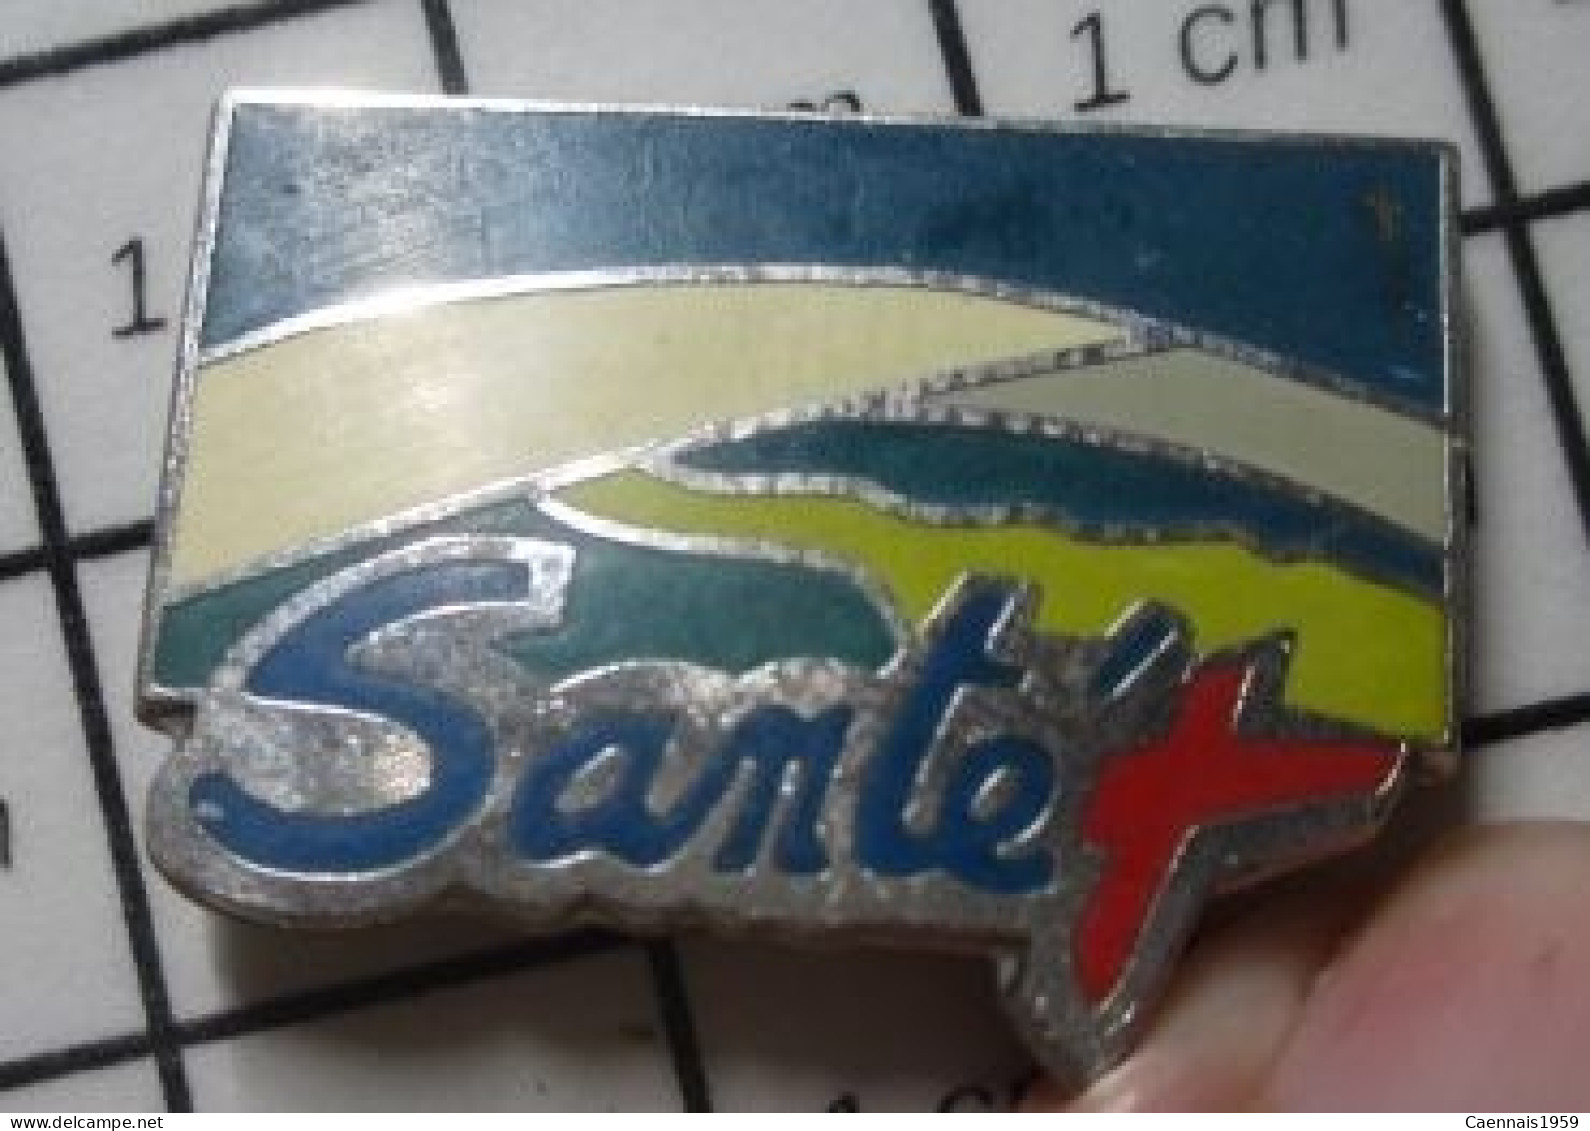 1 cm
1
Santé
www.delcampe.net
Caennais1959